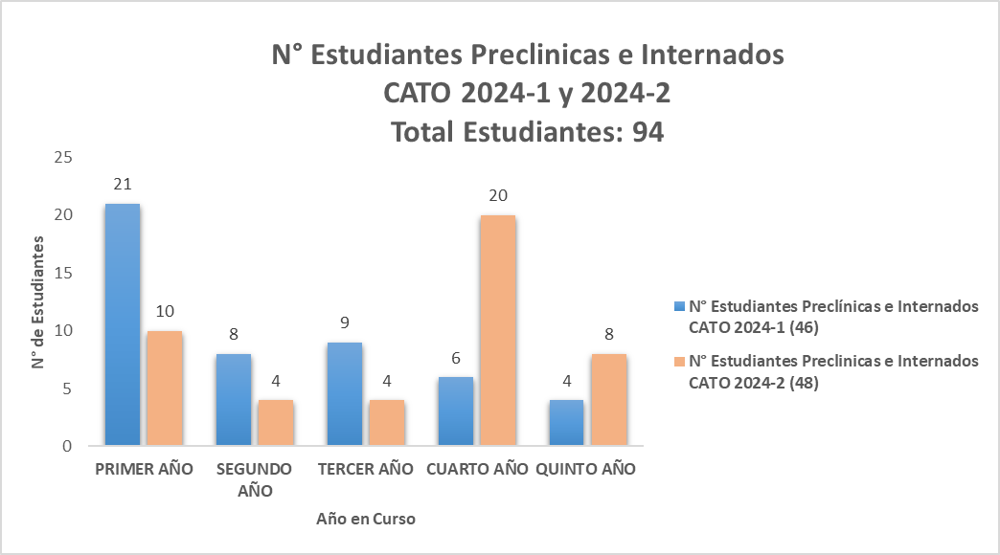 N° Estudiantes Preclinicas e Internados
CATO 2024-1 y 2024-2
Total Estudiantes: 94
25
20
15
10
5
0
N° de Estudiantes
21
10
8
4
9
4
6
20
4
8
PRIMER AÑO
SEGUNDO
AÑO
TERCER AÑO
CUARTO AÑO
QUINTO AÑO
Año en Curso
N° Estudiantes Preclínicas e Internados
CATO 2024-1 (46)
N° Estudiantes Preclinicas e Internados
CATO 2024-2 (48)